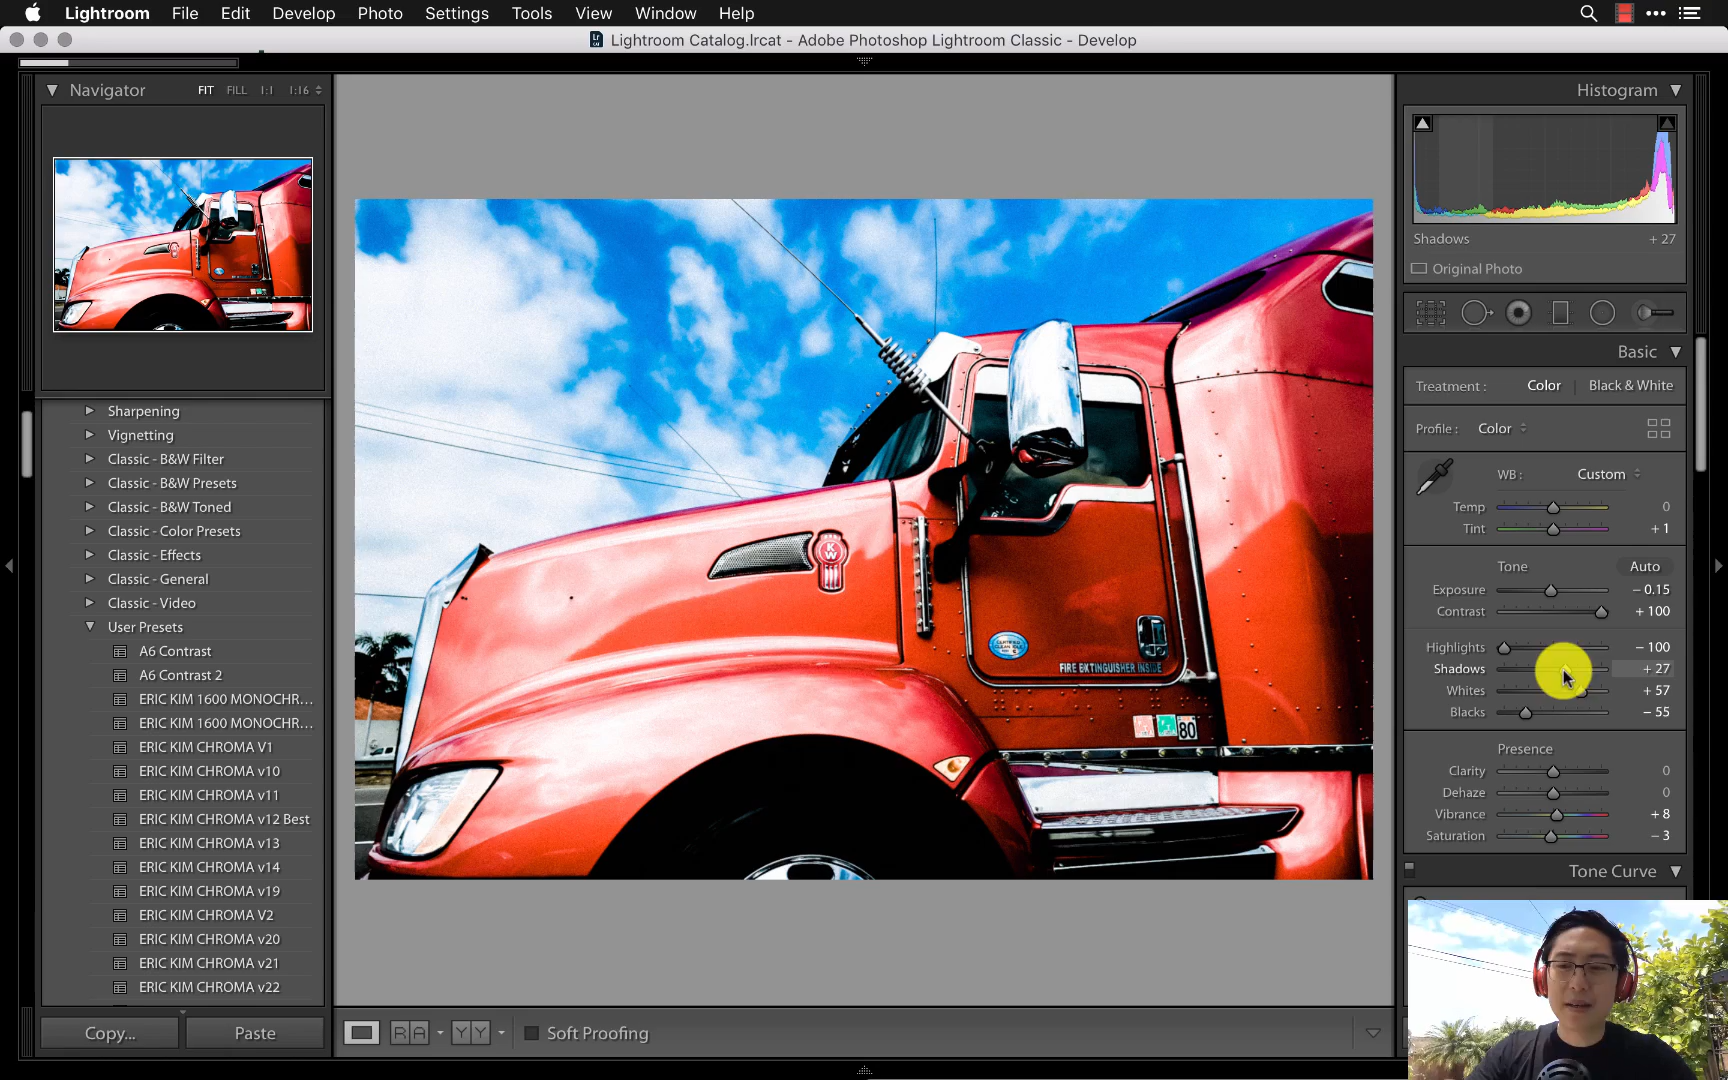 Lightroom File Edit Develop Photo Settings Tools View Window Help
Lightroom Catalog.lrcat - Adobe Photoshop Lightroom Classic - Develop
Navigator FIT FILL 1:1 1:16
Sharpening
Vignetting
Classic - B&W Filter
Classic - B&W Presets
Classic - B&W Toned
Classic - Color Presets
Classic - Effects
Classic - General
Classic - Video
User Presets
A6 Contrast
A6 Contrast 2
ERIC KIM 1600 MONOCHR...
ERIC KIM 1600 MONOCHR...
ERIC KIM CHROMA V1
ERIC KIM CHROMA v10
ERIC KIM CHROMA v11
ERIC KIM CHROMA v12 Best
ERIC KIM CHROMA v13
ERIC KIM CHROMA v14
ERIC KIM CHROMA v19
ERIC KIM CHROMA V2
ERIC KIM CHROMA v20
ERIC KIM CHROMA v21
ERIC KIM CHROMA v22
Copy... Paste
KW
FIRE EXTINGUISHER INSIDE
80
R A Y Y Soft Proofing
Histogram
Shadows + 27
Original Photo
Basic
Treatment : Color Black & White
Profile : Color
WB : Custom
Temp 0
Tint + 1
Tone Auto
Exposure − 0.15
Contrast + 100
Highlights − 100
Shadows + 27
Whites + 57
Blacks − 55
Presence
Clarity 0
Dehaze 0
Vibrance + 8
Saturation − 3
Tone Curve